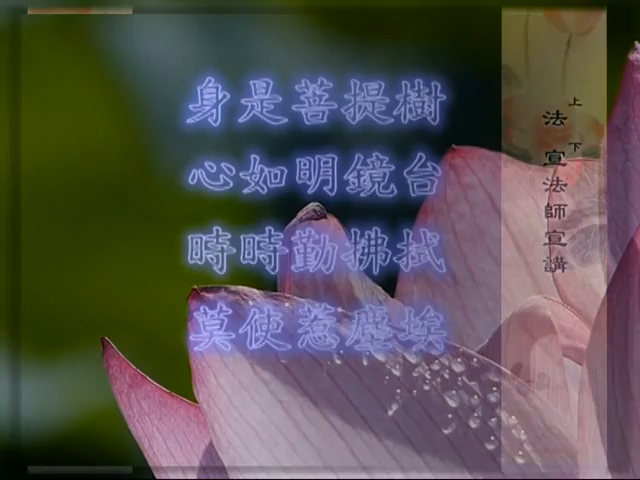 身是菩提樹
心如明鏡台
時時勤拂拭
莫使惹塵埃
上法下宣法師宣講